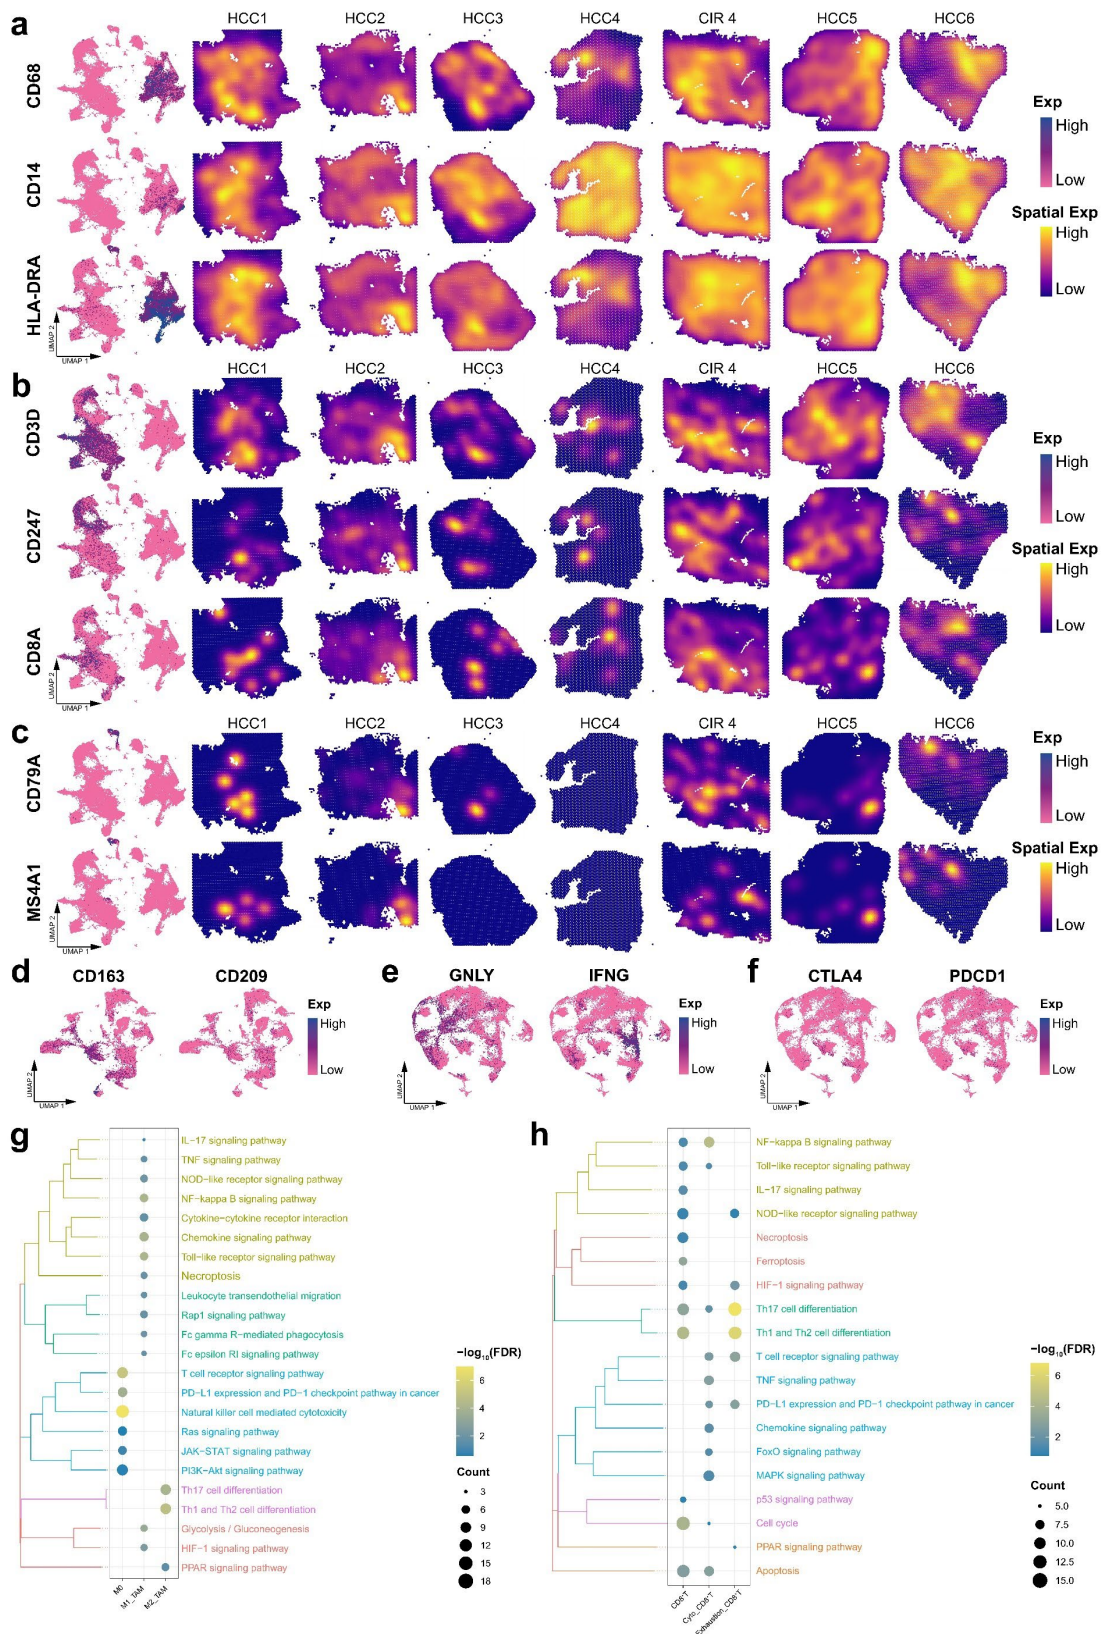 a
HCC1 HCC2 HCC3 HCC4 CIR 4 HCC5 HCC6
CD68
CD14
HLA-DRA
UMAP 2
UMAP 1
Exp
High
Low
Spatial Exp
High
Low
b
HCC1 HCC2 HCC3 HCC4 CIR 4 HCC5 HCC6
CD3D
CD247
CD8A
UMAP 2
UMAP 1
Exp
High
Low
Spatial Exp
High
Low
c
HCC1 HCC2 HCC3 HCC4 CIR 4 HCC5 HCC6
CD79A
MS4A1
UMAP 2
UMAP 1
Exp
High
Low
Spatial Exp
High
Low
d
CD163 CD209
Exp
High
Low
UMAP 2
UMAP 1
e
GNLY IFNG
Exp
High
Low
UMAP 2
UMAP 1
f
CTLA4 PDCD1
Exp
High
Low
UMAP 2
UMAP 1
g
IL−17 signaling pathway
TNF signaling pathway
NOD−like receptor signaling pathway
NF−kappa B signaling pathway
Cytokine−cytokine receptor interaction
Chemokine signaling pathway
Toll−like receptor signaling pathway
Necroptosis
Leukocyte transendothelial migration
Rap1 signaling pathway
Fc gamma R−mediated phagocytosis
Fc epsilon RI signaling pathway
T cell receptor signaling pathway
PD−L1 expression and PD−1 checkpoint pathway in cancer
Natural killer cell mediated cytotoxicity
Ras signaling pathway
JAK−STAT signaling pathway
PI3K−Akt signaling pathway
Th17 cell differentiation
Th1 and Th2 cell differentiation
Glycolysis / Gluconeogenesis
HIF−1 signaling pathway
PPAR signaling pathway
M0 M1_TAM M2_TAM
−log10(FDR)
6
4
2
Count
3
6
9
12
15
18
h
NF−kappa B signaling pathway
Toll−like receptor signaling pathway
IL−17 signaling pathway
NOD−like receptor signaling pathway
Necroptosis
Ferroptosis
HIF−1 signaling pathway
Th17 cell differentiation
Th1 and Th2 cell differentiation
T cell receptor signaling pathway
TNF signaling pathway
PD−L1 expression and PD−1 checkpoint pathway in cancer
Chemokine signaling pathway
FoxO signaling pathway
MAPK signaling pathway
p53 signaling pathway
Cell cycle
PPAR signaling pathway
Apoptosis
CD8+T Cyto_CD8+T Exhaustion_CD8+T
−log10(FDR)
6
4
2
Count
5.0
7.5
10.0
12.5
15.0